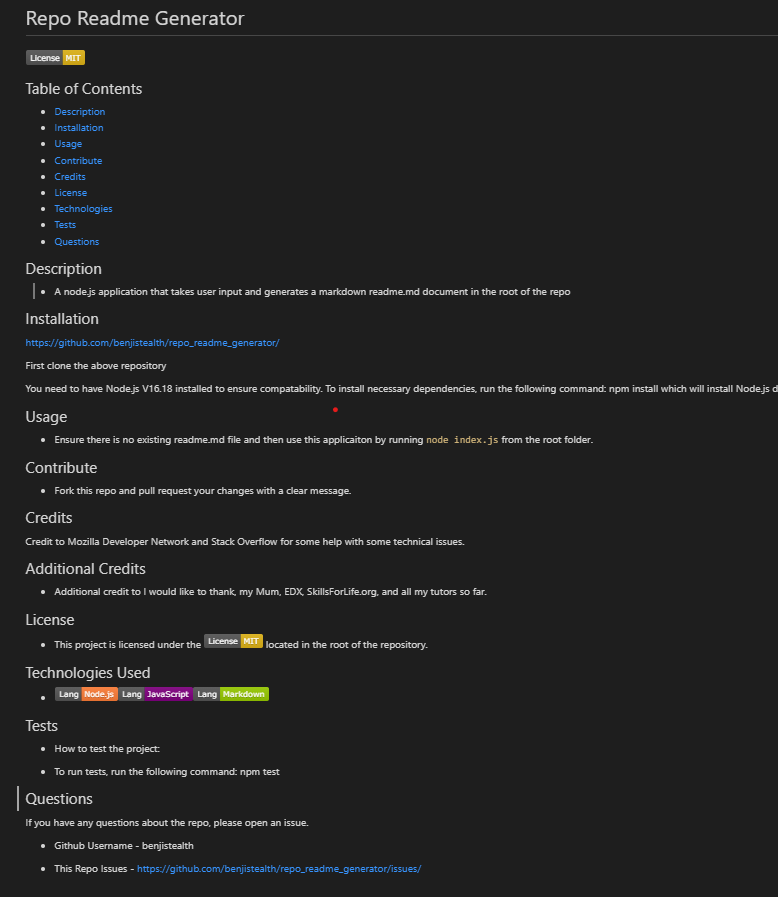 Repo Readme Generator
License MIT
Table of Contents
Description
Installation
Usage
Contribute
Credits
License
Technologies
Tests
Questions
Description
A node.js application that takes user input and generates a markdown readme.md document in the root of the repo
Installation
https://github.com/benjistealth/repo_readme_generator/
First clone the above repository
You need to have Node.js V16.18 installed to ensure compatability. To install necessary dependencies, run the following command: npm install which will install Node.js d
Usage
Ensure there is no existing readme.md file and then use this applicaiton by running node index.js from the root folder.
Contribute
Fork this repo and pull request your changes with a clear message.
Credits
Credit to Mozilla Developer Network and Stack Overflow for some help with some technical issues.
Additional Credits
Additional credit to I would like to thank, my Mum, EDX, SkillsForLife.org, and all my tutors so far.
License
This project is licensed under the License MIT located in the root of the repository.
Technologies Used
Lang Node.js Lang JavaScript Lang Markdown
Tests
How to test the project:
To run tests, run the following command: npm test
Questions
If you have any questions about the repo, please open an issue.
Github Username - benjistealth
This Repo Issues - https://github.com/benjistealth/repo_readme_generator/issues/